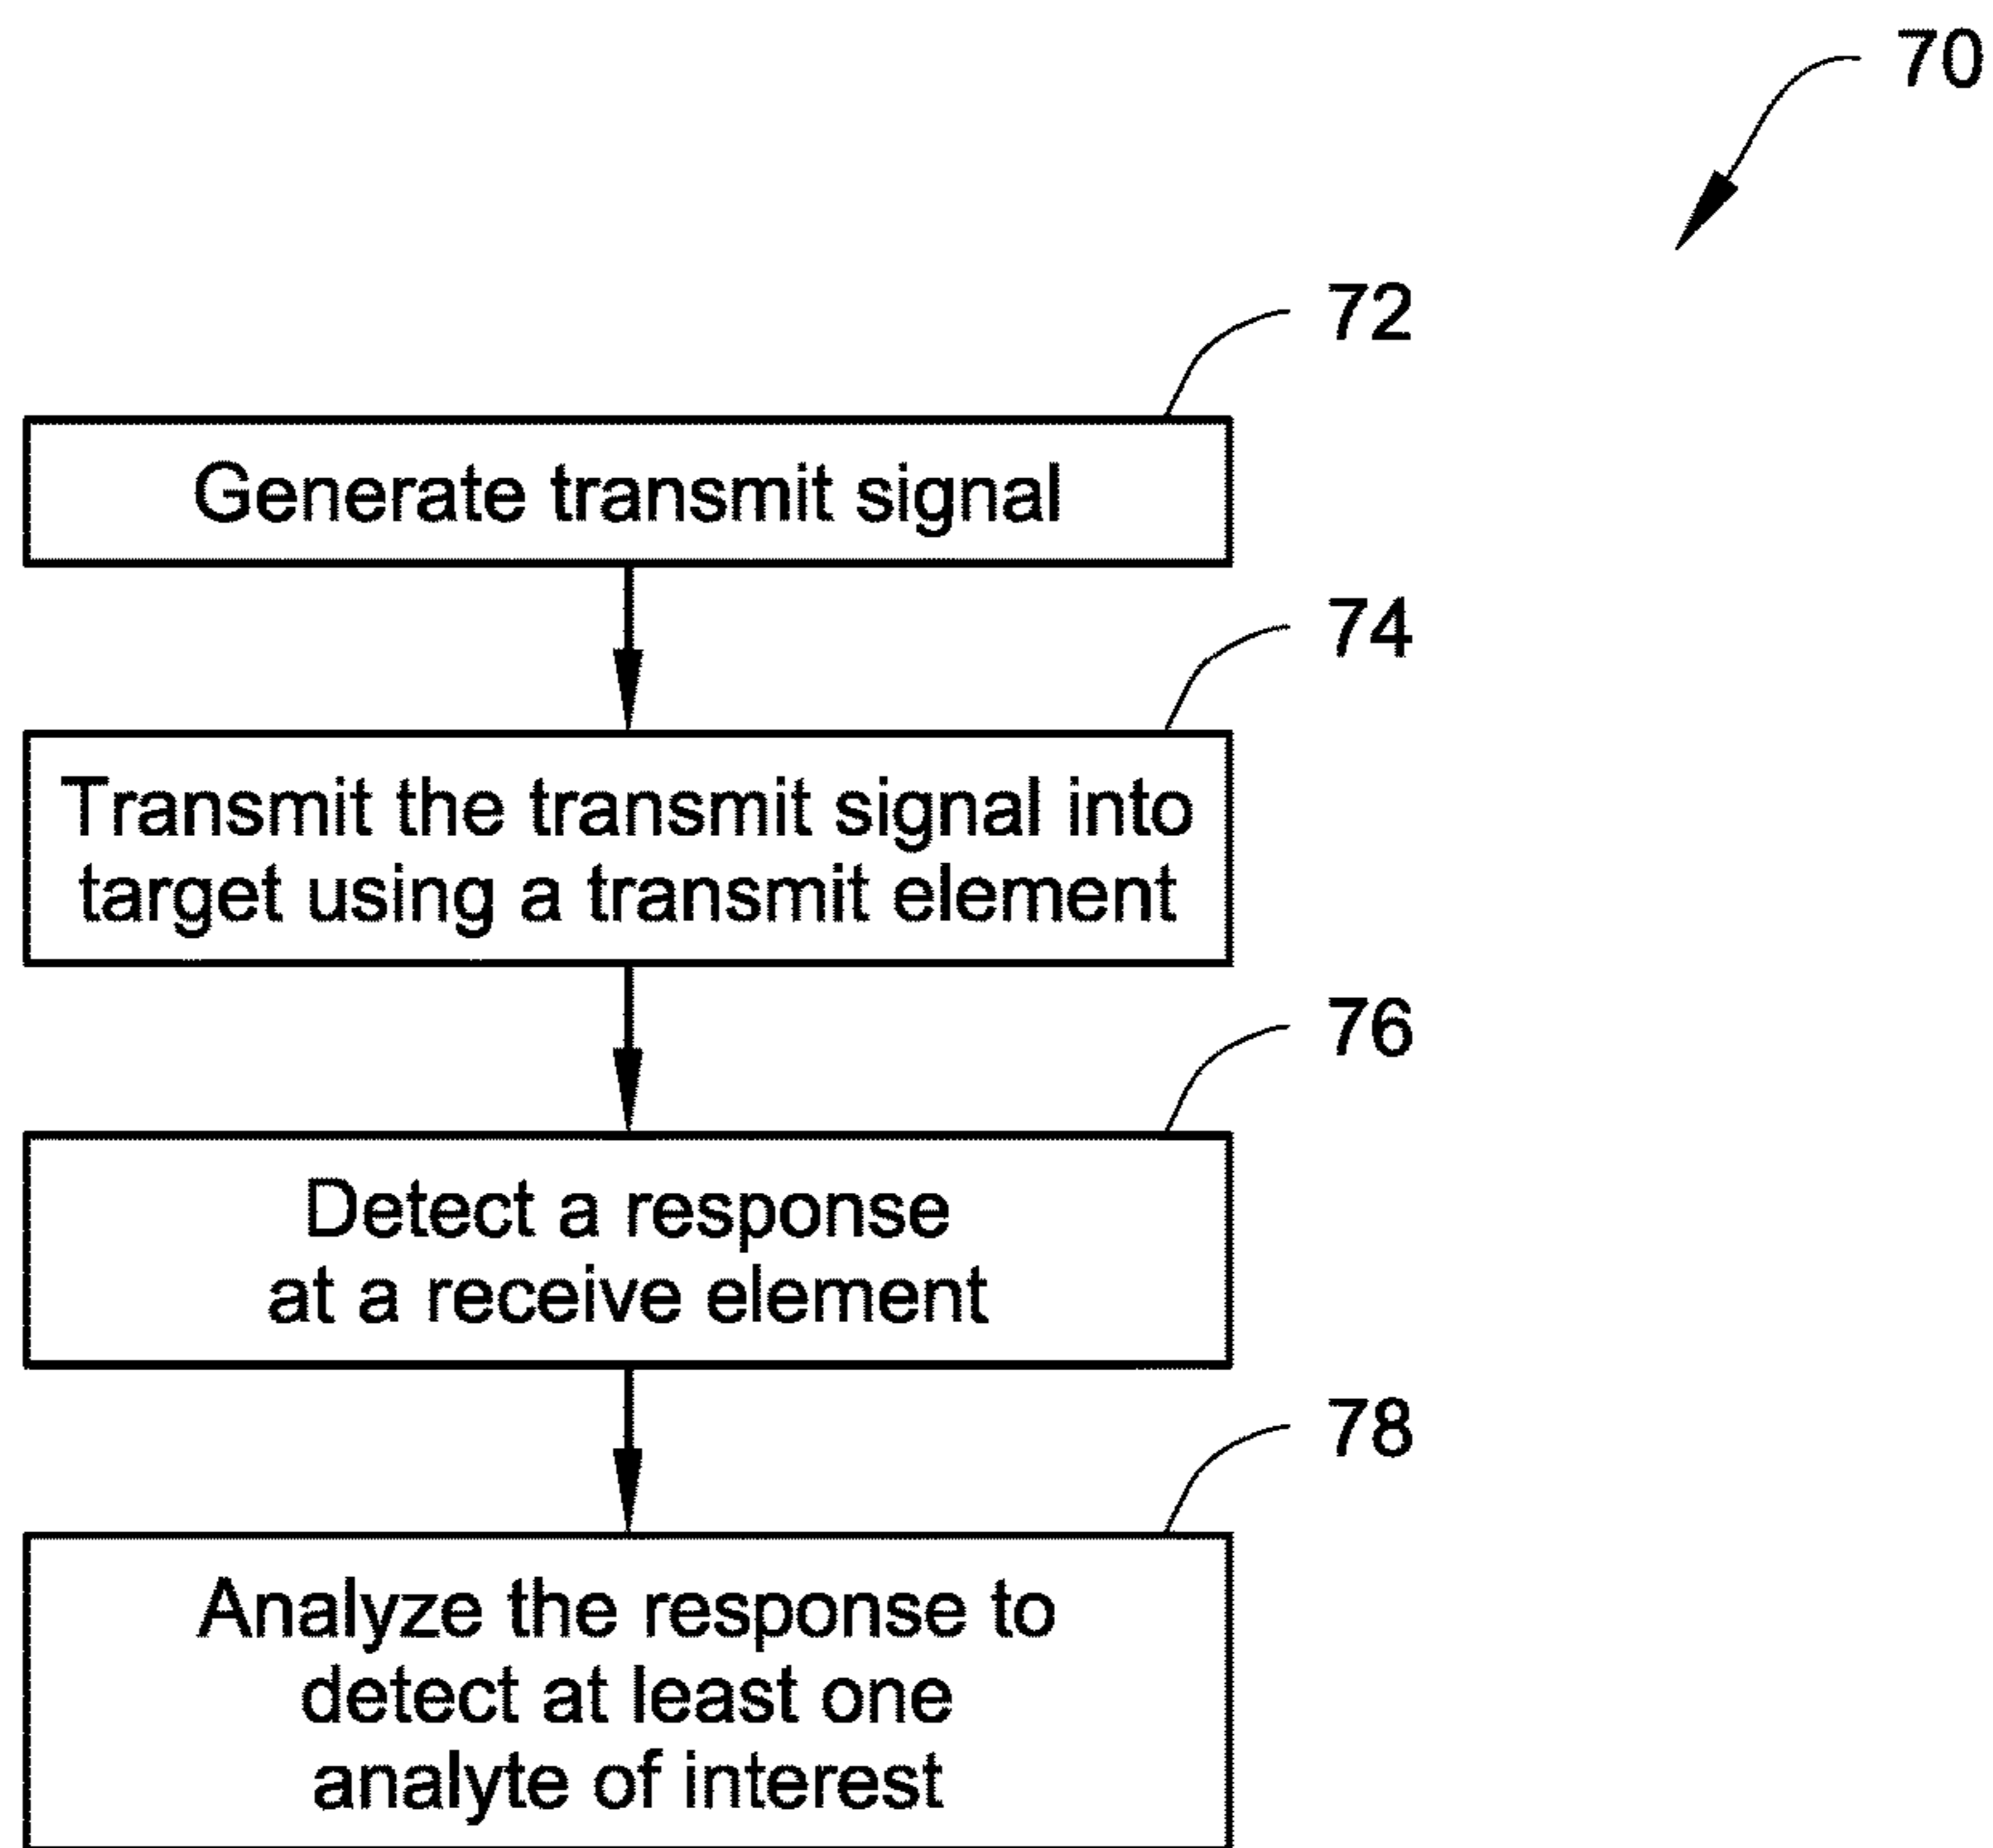 70
72
Generate transmit signal
74
Transmit the transmit signal into
target using a transmit element
76
Detect a response
at a receive element
78
Analyze the response to
detect at least one
analyte of interest